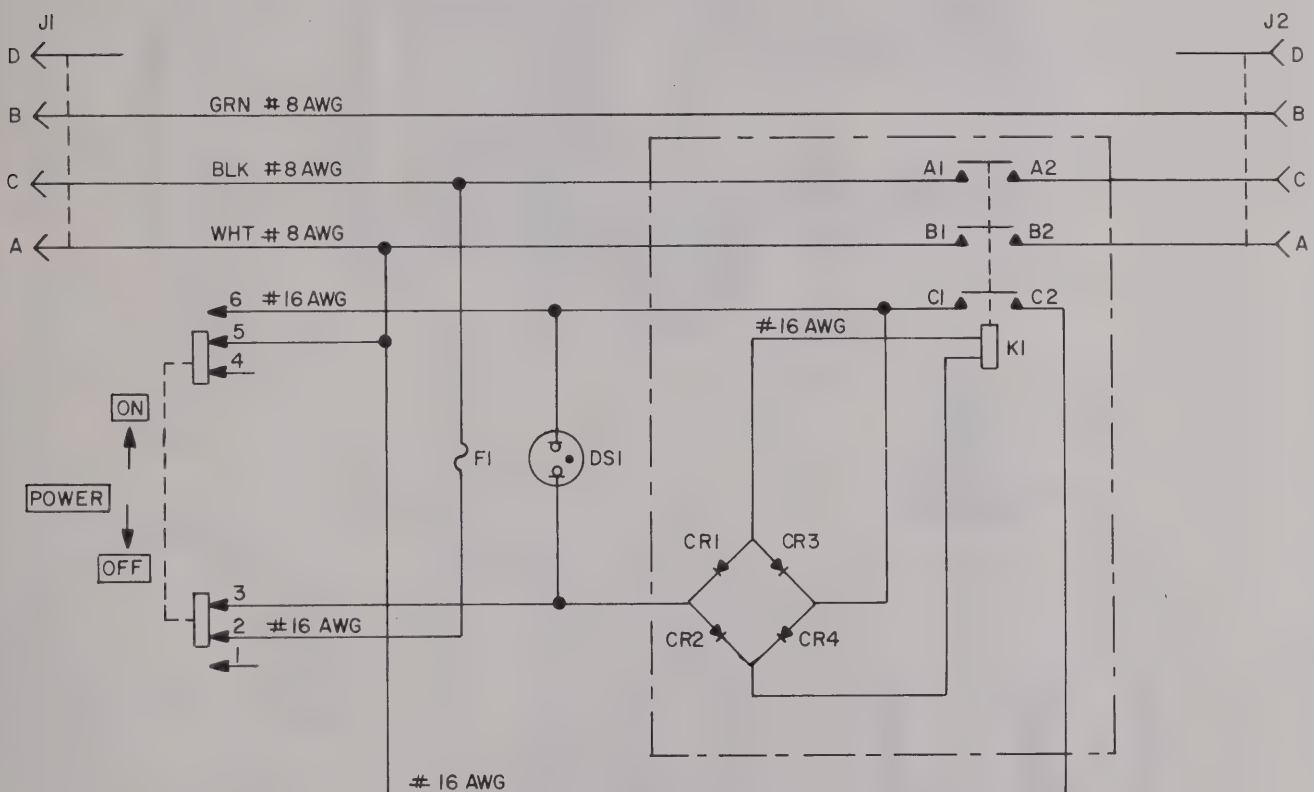 J1
J2
D
D
B
GRN # 8 AWG
B
C
BLK # 8 AWG
A1
A2
C
A
WHT # 8 AWG
B1
B2
A
6
# 16 AWG
C1
C2
5
# 16 AWG
K1
4
ON
F1
DS1
POWER
OFF
CR1
CR3
3
2
# 16 AWG
CR2
CR4
1
# 16 AWG